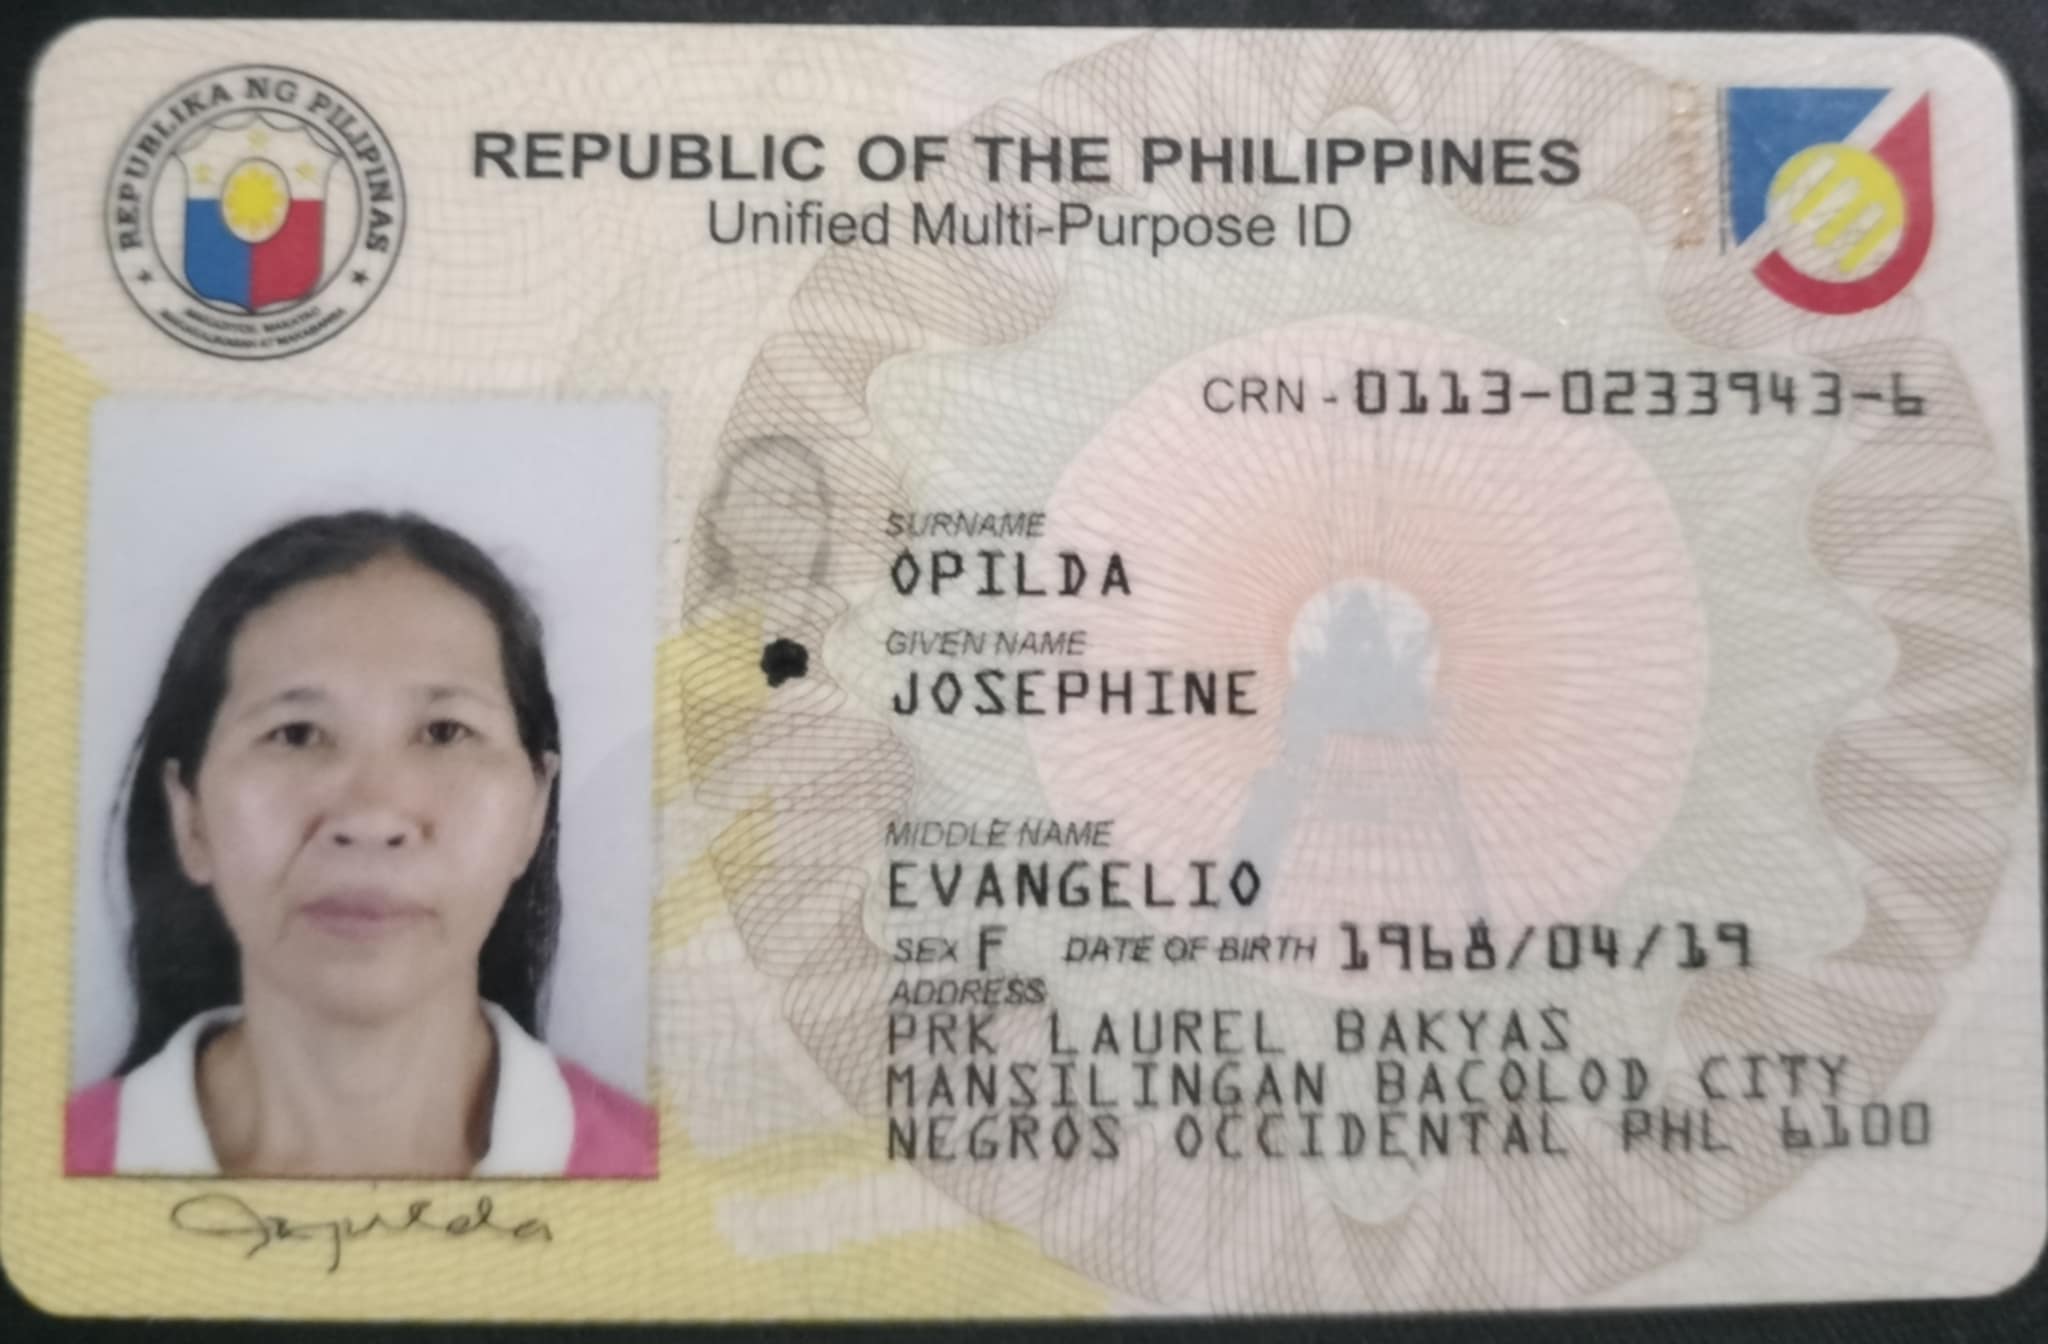 REPUBLIKA NG PILIPINAS
REPUBLIC OF THE PHILIPPINES
Unified Multi-Purpose ID
CRN - 0113-0233943-6
SURNAME
OPILDA
GIVEN NAME
JOSEPHINE
MIDDLE NAME
EVANGELIO
SEX F DATE OF BIRTH 1968/04/19
ADDRESS
PRK LAUREL BAKYAS
MANSILINGAN BACOLOD CITY
NEGROS OCCIDENTAL PHL 6100